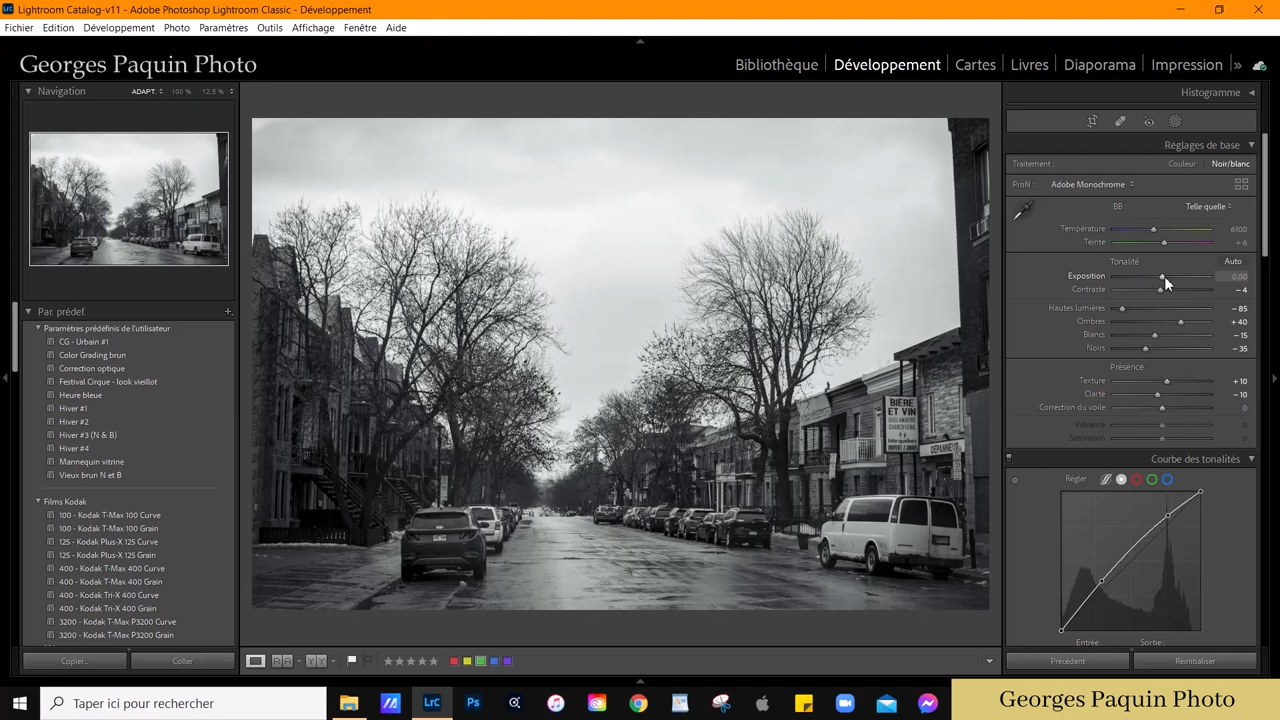 Lightroom Catalog-v11 - Adobe Photoshop Lightroom Classic - Développement
Fichier Edition Développement Photo Paramètres Outils Affichage Fenêtre Aide
Georges Paquin Photo
Bibliothèque Développement Cartes Livres Diaporama Impression »
Navigation ADAPT. 100 % 12,5 %
Par. prédéf. +
Paramètres prédéfinis de l'utilisateur
CG - Urbain #1
Color Grading brun
Correction optique
Festival Cirque - look vieillot
Heure bleue
Hiver #1
Hiver #2
Hiver #3 (N & B)
Hiver #4
Mannequin vitrine
Vieux brun N et B
Films Kodak
100 - Kodak T-Max 100 Curve
100 - Kodak T-Max 100 Grain
125 - Kodak Plus-X 125 Curve
125 - Kodak Plus-X 125 Grain
400 - Kodak T-Max 400 Curve
400 - Kodak T-Max 400 Grain
400 - Kodak Tri-X 400 Curve
400 - Kodak Tri-X 400 Grain
3200 - Kodak T-Max P3200 Curve
3200 - Kodak T-Max P3200 Grain
Copier... Coller
BIERE
ET VIN
DEPANNEUR
Histogramme
Réglages de base
Traitement : Couleur Noir/blanc
Profil : Adobe Monochrome
BB : Telle quelle
Température 6100
Teinte + 6
Tonalité Auto
Exposition 0,00
Contraste – 4
Hautes lumières – 85
Ombres + 40
Blancs – 15
Noirs – 35
Présence
Texture + 10
Clarté – 10
Correction du voile 0
Vibrance 0
Saturation 0
Courbe des tonalités
Régler :
Entrée : Sortie :
Précédent Réinitialiser
Taper ici pour rechercher
LrC Ps
Georges Paquin Photo